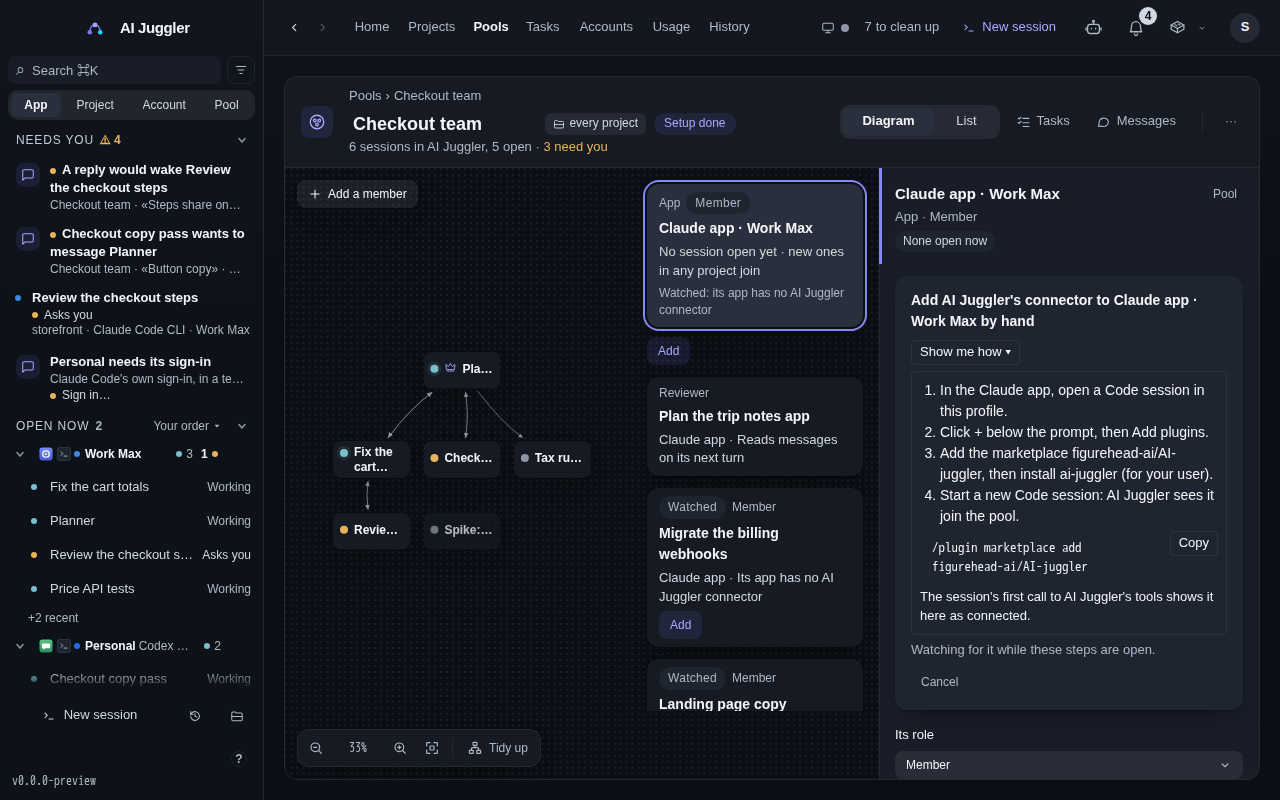 AI Juggler
Search ⌘K
App Project Account Pool
NEEDS YOU 4
A reply would wake Review the checkout steps
Checkout team · «Steps share on…
Checkout copy pass wants to message Planner
Checkout team · «Button copy» · …
Review the checkout steps
Asks you
storefront · Claude Code CLI · Work Max
Personal needs its sign-in
Claude Code's own sign-in, in a te…
Sign in…
OPEN NOW 2 Your order
Work Max 3 1
Fix the cart totals Working
Planner Working
Review the checkout s… Asks you
Price API tests Working
+2 recent
Personal Codex … 2
Checkout copy pass Working
New session
?
v0.0.0-preview
Home Projects Pools Tasks Accounts Usage History
7 to clean up
New session
4
S
Pools › Checkout team
Checkout team
every project
Setup done
6 sessions in AI Juggler, 5 open · 3 need you
Diagram List
Tasks
Messages
…
Add a member
Pla…
Fix the cart…
Check…
Tax ru…
Revie…
Spike:…
33%
Tidy up
App Member
Claude app · Work Max
No session open yet · new ones
in any project join
Watched: its app has no AI Juggler
connector
Add
Reviewer
Plan the trip notes app
Claude app · Reads messages
on its next turn
Watched Member
Migrate the billing
webhooks
Claude app · Its app has no AI
Juggler connector
Add
Watched Member
Landing page copy
Claude app · Work Max
Pool
App · Member
None open now
Add AI Juggler's connector to Claude app ·
Work Max by hand
Show me how ▾
1. In the Claude app, open a Code session in
this profile.
2. Click + below the prompt, then Add plugins.
3. Add the marketplace figurehead-ai/AI-
juggler, then install ai-juggler (for your user).
4. Start a new Code session: AI Juggler sees it
join the pool.
Copy
/plugin marketplace add
figurehead-ai/AI-juggler
The session's first call to AI Juggler's tools shows it
here as connected.
Watching for it while these steps are open.
Cancel
Its role
Member